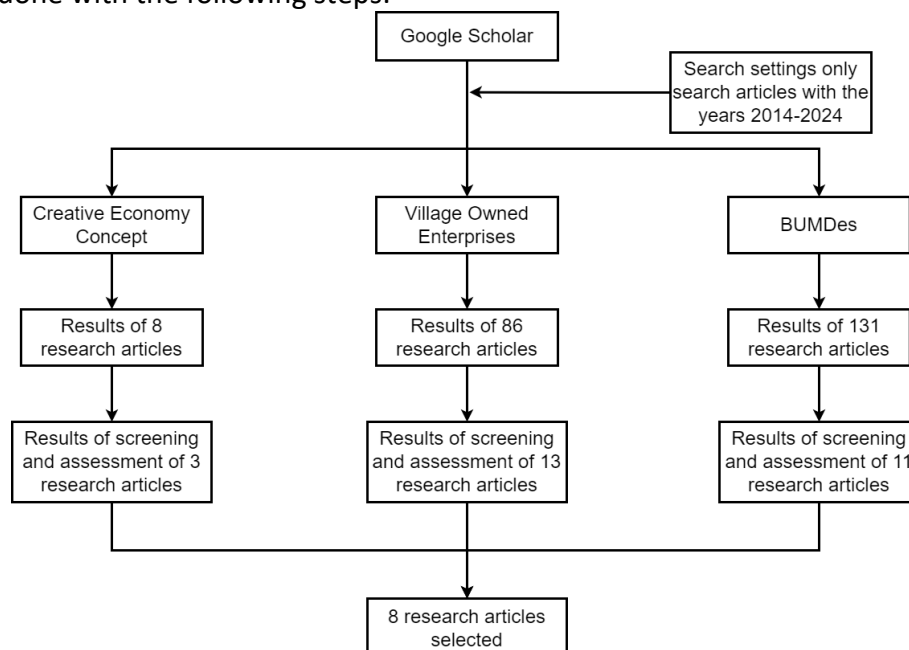 done with the following steps.
Google Scholar
Search settings only
search articles with the
years 2014-2024
Creative Economy
Concept
Village Owned
Enterprises
BUMDes
Results of 8
research articles
Results of 86
research articles
Results of 131
research articles
Results of screening
and assessment of 3
research articles
Results of screening
and assessment of 13
research articles
Results of screening
and assessment of 11
research articles
8 research articles
selected